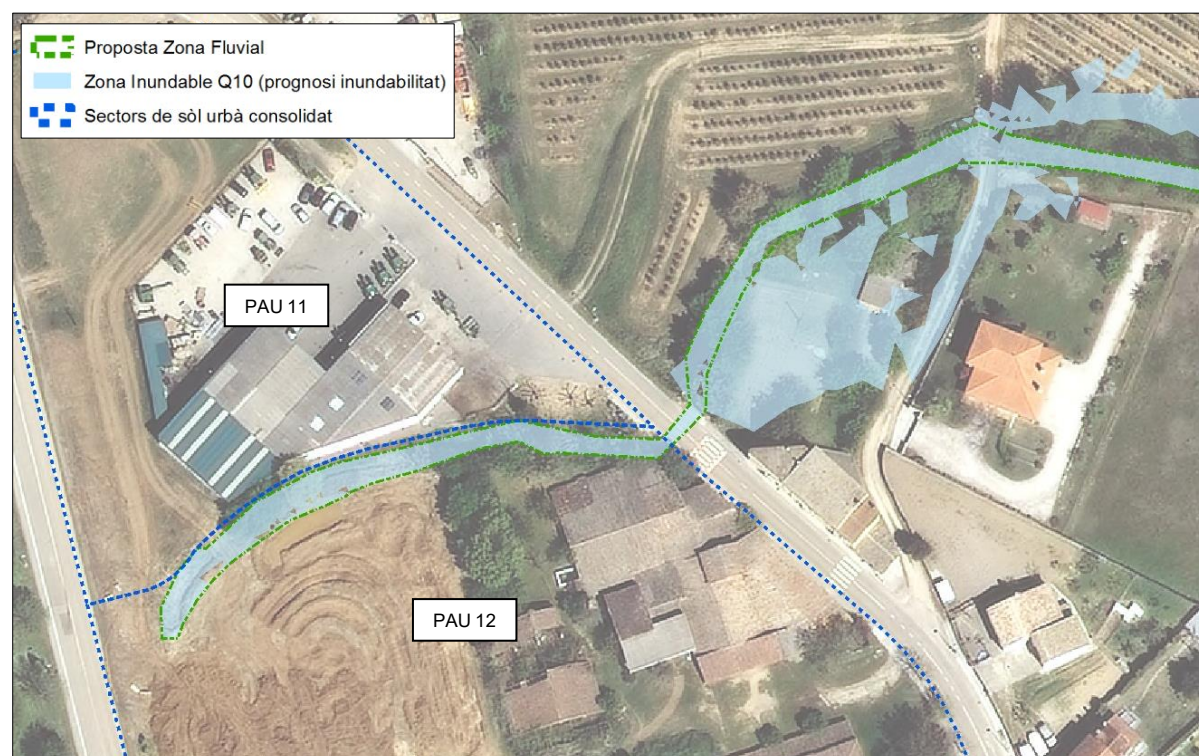 Proposta Zona Fluvial
Zona Inundable Q10 (prognosi inundabilitat)
Sectors de sòl urbà consolidat
PAU 11
PAU 12